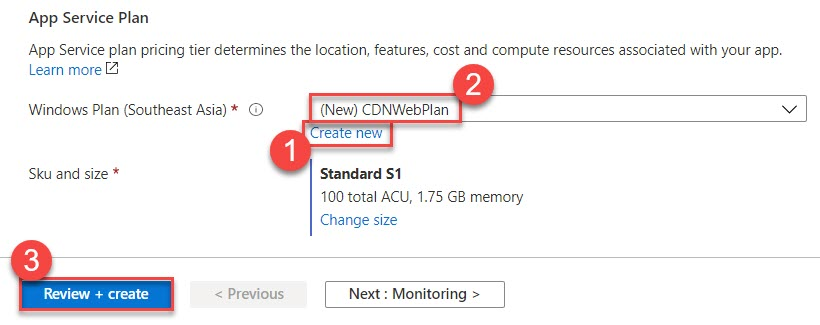 App Service Plan
App Service plan pricing tier determines the location, features, cost and compute resources associated with your app.
Learn more
Windows Plan (Southeast Asia) * (New) CDNWebPlan 2
Create new
1
Sku and size * Standard S1
100 total ACU, 1.75 GB memory
Change size
3
Review + create < Previous Next : Monitoring >